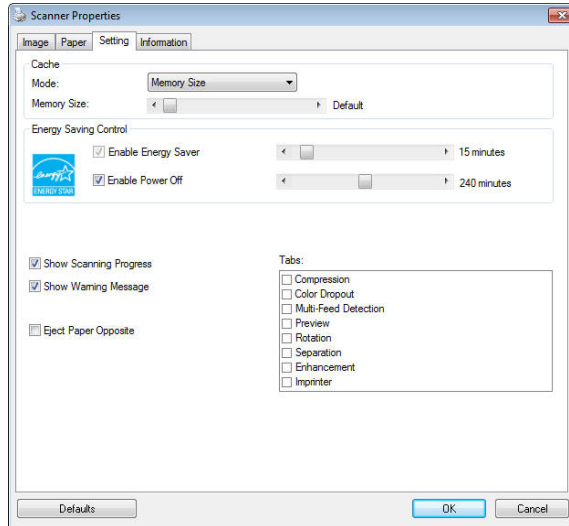 Scanner Properties
Image Paper Setting Information
Cache
Mode: Memory Size
Memory Size: Default
Energy Saving Control
Enable Energy Saver 15 minutes
energy
ENERGY STAR
Enable Power Off 240 minutes
Show Scanning Progress
Show Warning Message
Eject Paper Opposite
Tabs:
Compression
Color Dropout
Multi-Feed Detection
Preview
Rotation
Separation
Enhancement
Imprinter
Defaults OK Cancel